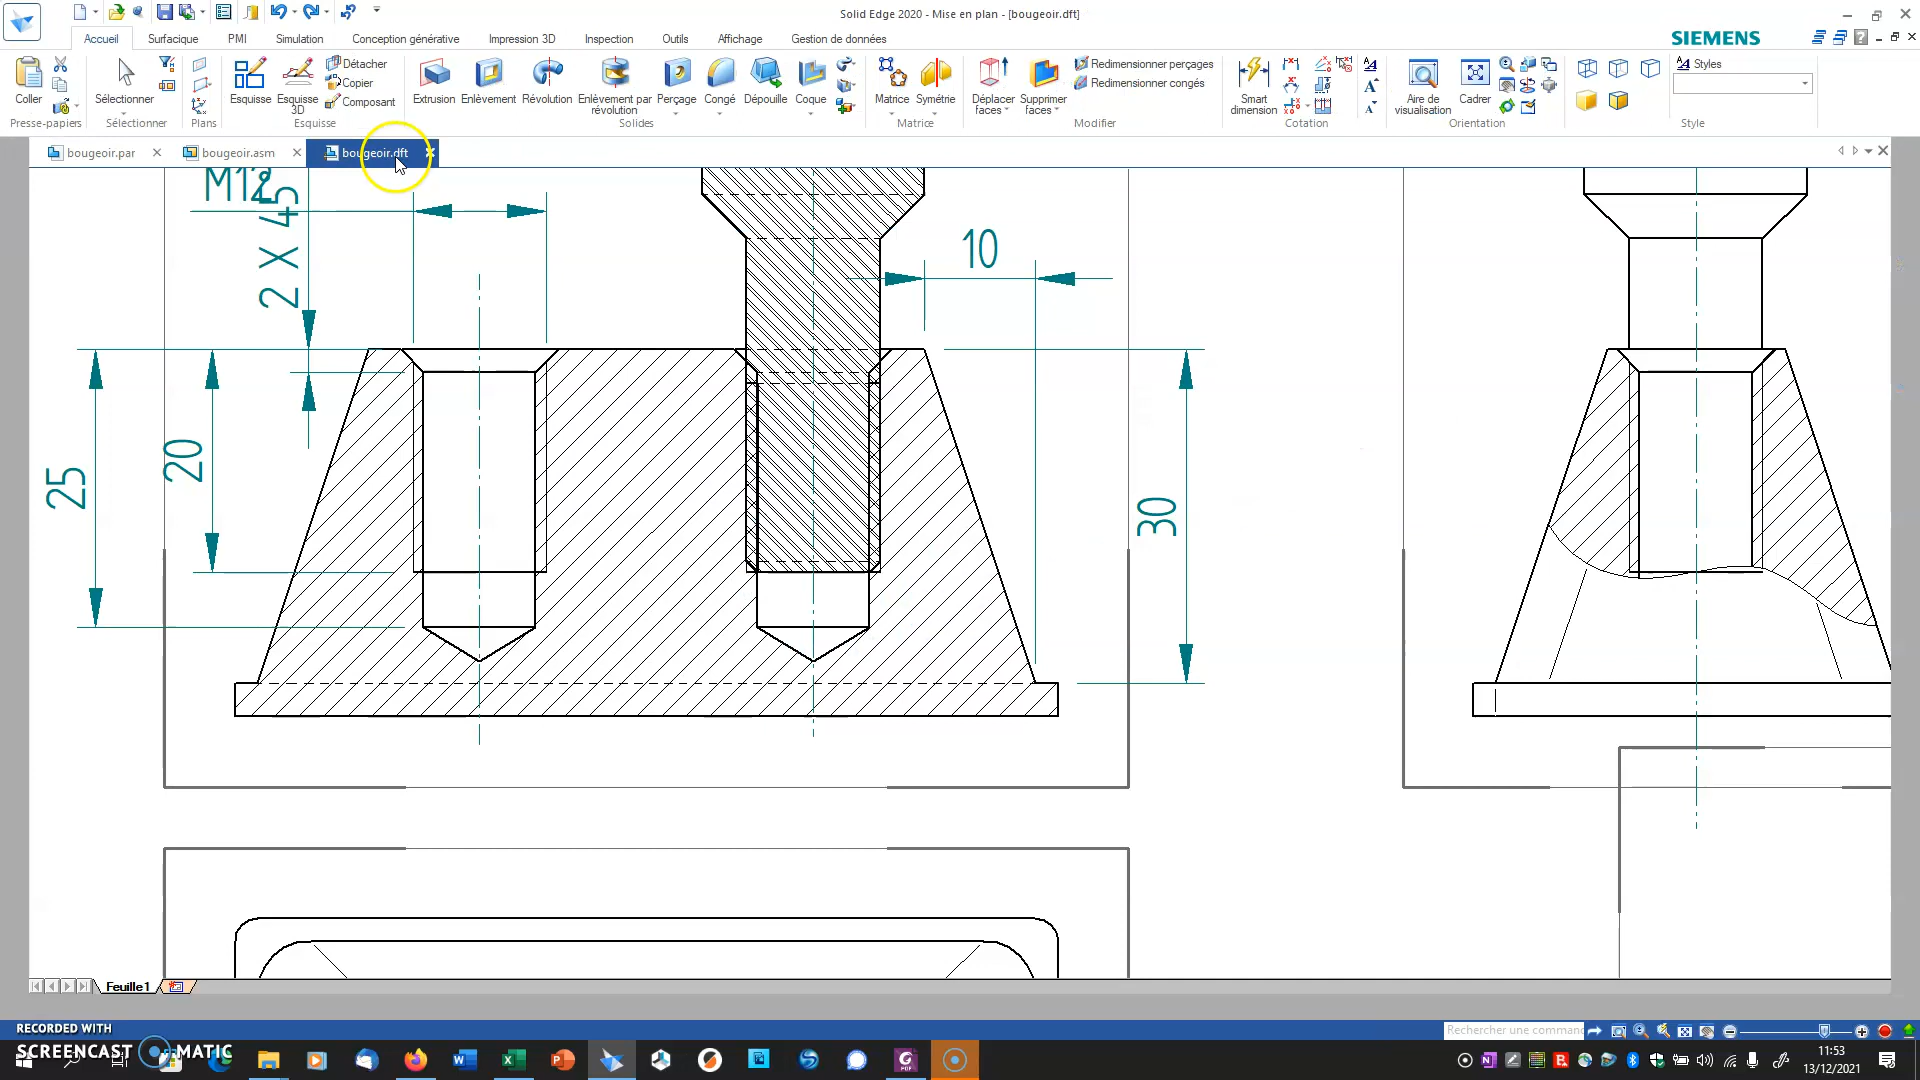 Solid Edge 2020 - Mise en plan - [bougeoir.dft]
Accueil Surfacique PMI Simulation Conception générative Impression 3D Inspection Outils Affichage Gestion de données
SIEMENS
Coller
Presse-papiers
Sélectionner
Sélectionner
Plans
Esquisse
Esquisse 3D
Détacher
Copier
Composant
Esquisse
Extrusion
Enlèvement
Révolution
Enlèvement par révolution
Perçage
Congé
Dépouille
Coque
Solides
Matrice
Symétrie
Matrice
Déplacer faces
Supprimer faces
Redimensionner perçages
Redimensionner congés
Modifier
Smart dimension
Cotation
Aire de visualisation
Cadrer
Orientation
Styles
Style
bougeoir.par
bougeoir.asm
bougeoir.dft
M12
2 X 45
10
25
20
30
Feuille1
RECORDED WITH
SCREENCAST MATIC
Rechercher une command
11:53
13/12/2021